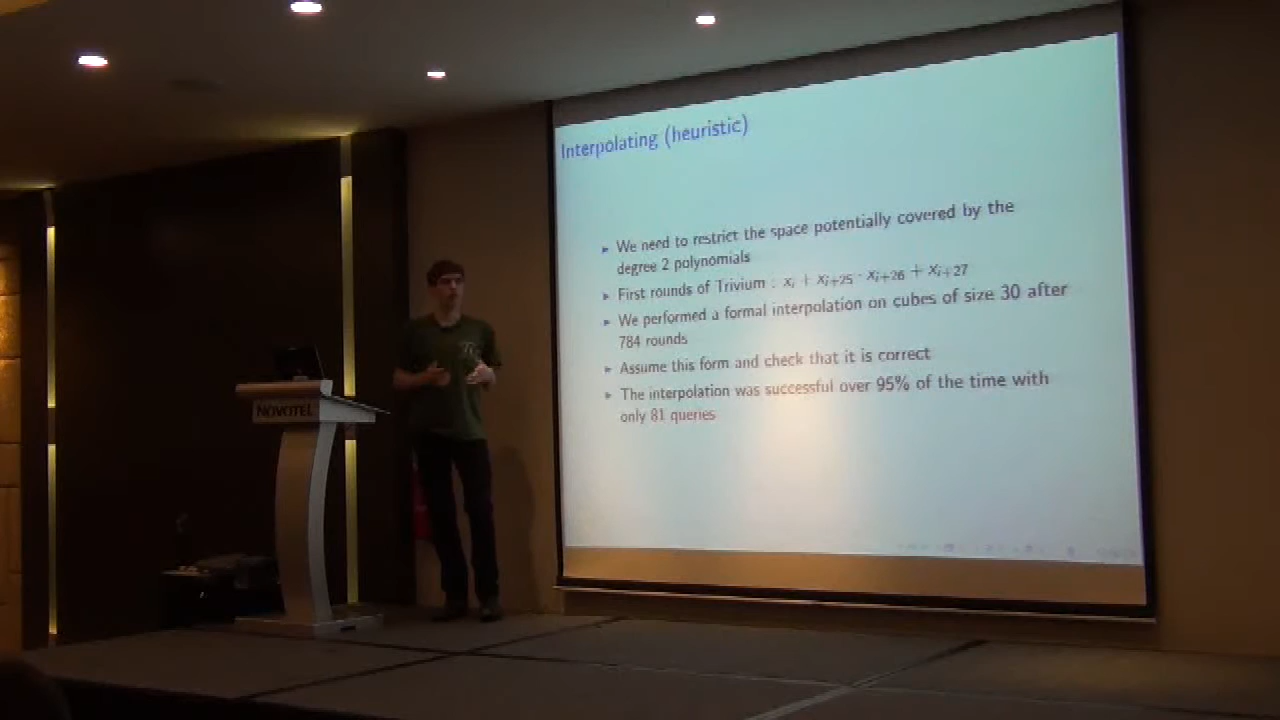 Interpolating (heuristic)
► We need to restrict the space potentially covered by the
degree 2 polynomials
► First rounds of Trivium : xᵢ + xᵢ₊₂₅ · xᵢ₊₂₆ + xᵢ₊₂₇
► We performed a formal interpolation on cubes of size 30 after
784 rounds
► Assume this form and check that it is correct
► The interpolation was successful over 95% of the time with
only 81 queries
NOVOTEL